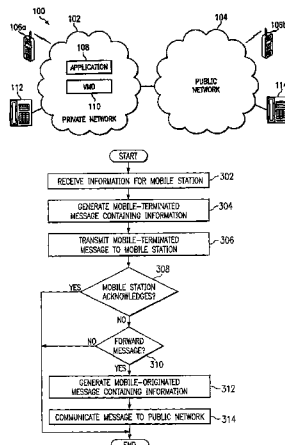 100
102
104
106a
106b
108
APPLICATION
VMO
110
112
11
PRIVATE NETWORK
PUBLIC
NETWORK
START
RECEIVE INFORMATION FOR MOBILE STATION
302
GENERATE MOBILE-TERMINATED
MESSAGE CONTAINING INFORMATION
304
TRANSMIT MOBILE-TERMINATED
MESSAGE TO MOBILE STATION
306
308
YES
MOBILE STATION
ACKNOWLEDGES?
NO
NO
FORWARD
MESSAGE?
310
YES
GENERATE MOBILE-ORIGINATED
MESSAGE CONTAINING INFORMATION
312
COMMUNICATE MESSAGE TO PUBLIC NETWORK
314
END